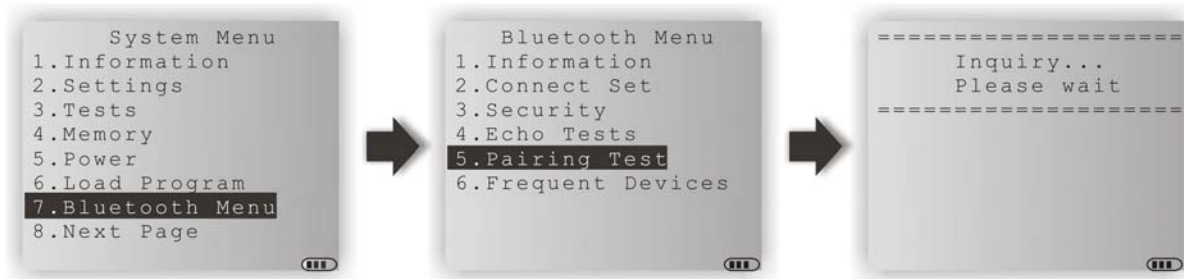 System Menu
1.Information
2.Settings
3.Tests
4.Memory
5.Power
6.Load Program
7.Bluetooth Menu
8.Next Page
Bluetooth Menu
1.Information
2.Connect Set
3.Security
4.Echo Tests
5.Pairing Test
6.Frequent Devices
====================
Inquiry...
Please wait
====================